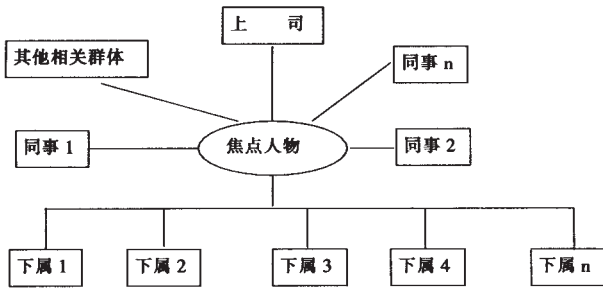 上 司
其他相关群体
同事 n
同事 1
焦点人物
同事 2
下属 1
下属 2
下属 3
下属 4
下属 n